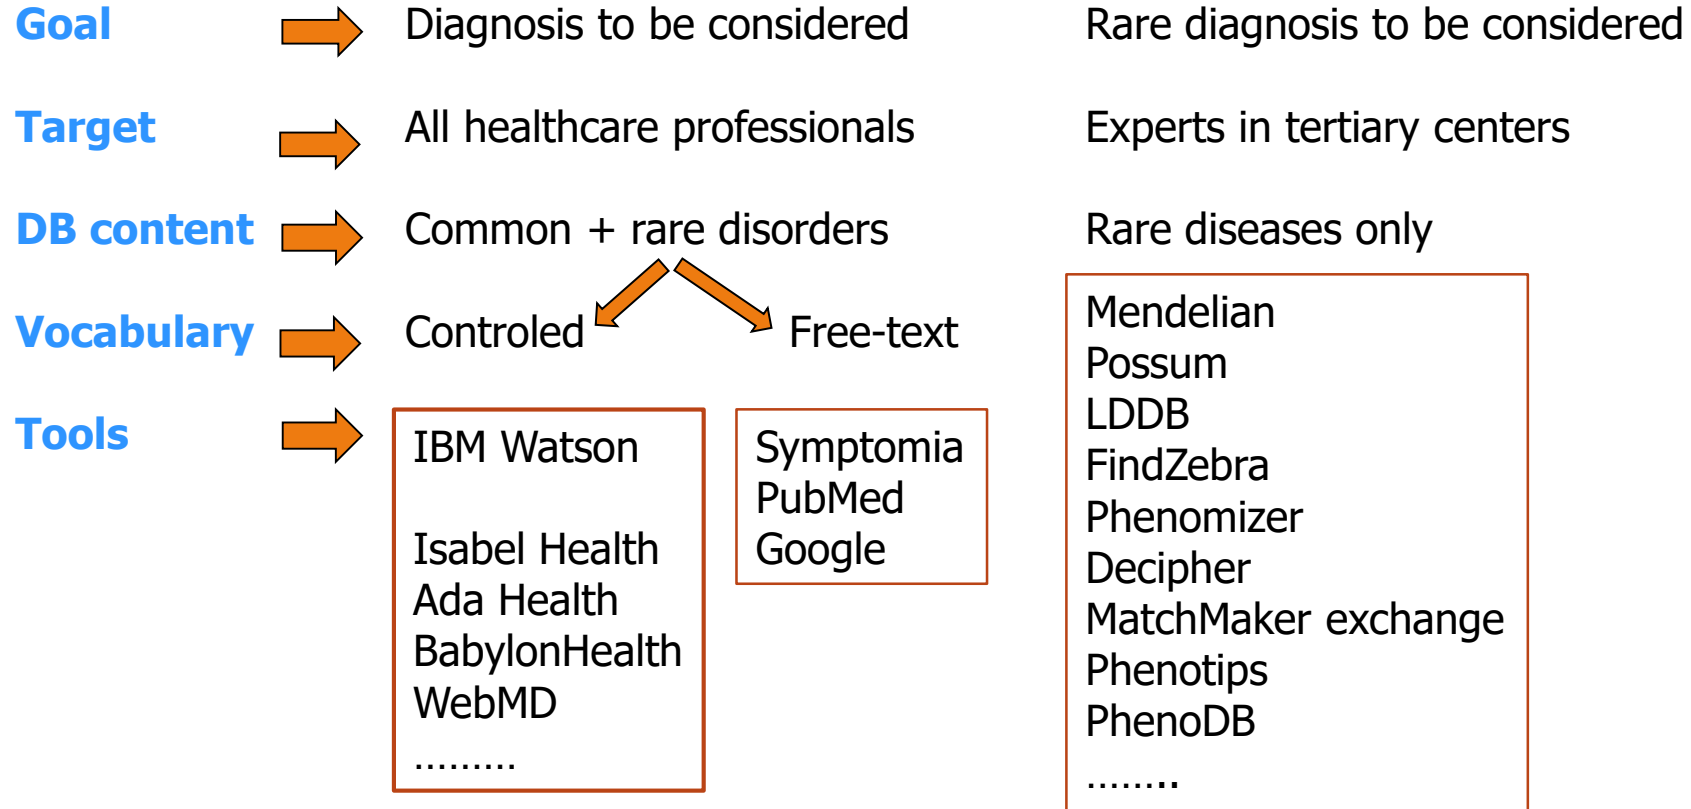 Goal Diagnosis to be considered Rare diagnosis to be considered
Target All healthcare professionals Experts in tertiary centers
DB content Common + rare disorders Rare diseases only
Vocabulary Controled Free-text
Tools
IBM Watson
Isabel Health
Ada Health
BabylonHealth
WebMD
.........
Symptomia
PubMed
Google
Mendelian
Possum
LDDB
FindZebra
Phenomizer
Decipher
MatchMaker exchange
Phenotips
PhenoDB
........